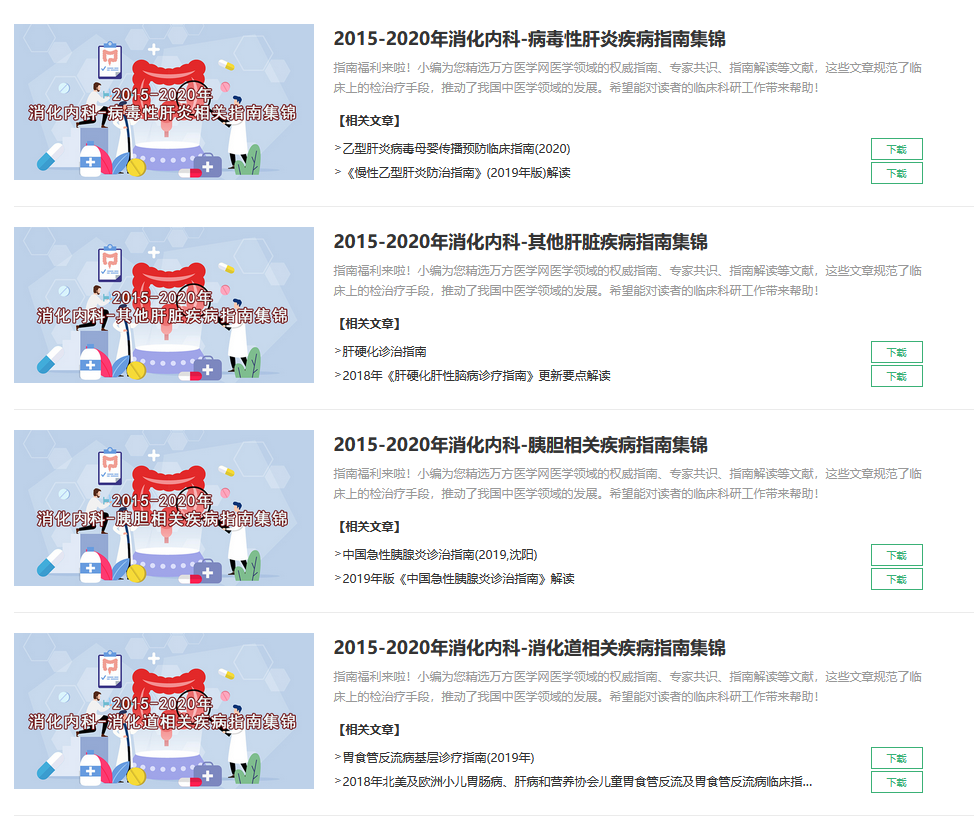 2015-2020年
消化内科-病毒性肝炎相关指南集锦
2015-2020年消化内科-病毒性肝炎疾病指南集锦
指南福利来啦！小编为您精选万方医学网医学领域的权威指南、专家共识、指南解读等文献，这些文章规范了临
床上的检治疗手段，推动了我国中医学领域的发展。希望能对读者的临床科研工作带来帮助！
【相关文章】
>乙型肝炎病毒母婴传播预防临床指南(2020)
下载
>《慢性乙型肝炎防治指南》(2019年版)解读
下载
2015-2020年
消化内科-其他肝脏疾病指南集锦
2015-2020年消化内科-其他肝脏疾病指南集锦
指南福利来啦！小编为您精选万方医学网医学领域的权威指南、专家共识、指南解读等文献，这些文章规范了临
床上的检治疗手段，推动了我国中医学领域的发展。希望能对读者的临床科研工作带来帮助！
【相关文章】
>肝硬化诊治指南
下载
>2018年《肝硬化肝性脑病诊疗指南》更新要点解读
下载
2015-2020年
消化内科-胰胆相关疾病指南集锦
2015-2020年消化内科-胰胆相关疾病指南集锦
指南福利来啦！小编为您精选万方医学网医学领域的权威指南、专家共识、指南解读等文献，这些文章规范了临
床上的检治疗手段，推动了我国中医学领域的发展。希望能对读者的临床科研工作带来帮助！
【相关文章】
>中国急性胰腺炎诊治指南(2019,沈阳)
下载
>2019年版《中国急性胰腺炎诊治指南》解读
下载
2015-2020年
消化内科-消化道相关疾病指南集锦
2015-2020年消化内科-消化道相关疾病指南集锦
指南福利来啦！小编为您精选万方医学网医学领域的权威指南、专家共识、指南解读等文献，这些文章规范了临
床上的检治疗手段，推动了我国中医学领域的发展。希望能对读者的临床科研工作带来帮助！
【相关文章】
>胃食管反流病基层诊疗指南(2019年)
下载
>2018年北美及欧洲小儿胃肠病、肝病和营养协会儿童胃食管反流及胃食管反流病临床指...
下载